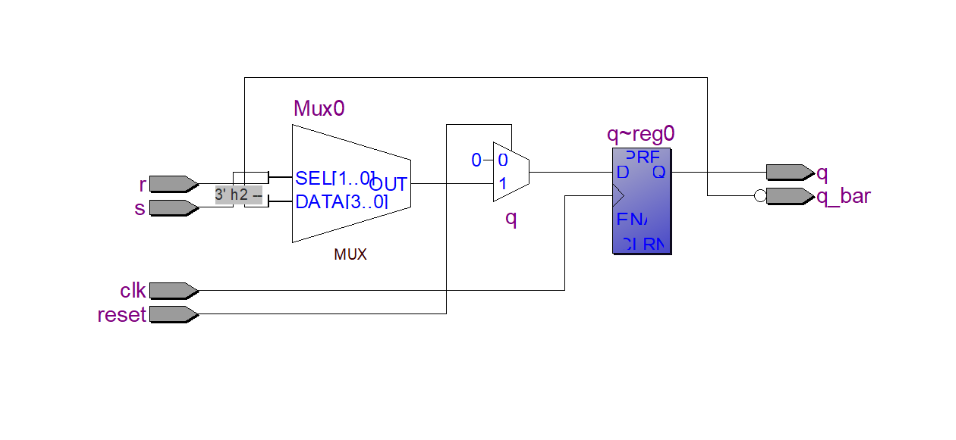 Mux0
q~reg0
PRE
0
0
D
Q
q
r
SEL[1..0]
OUT
1
3' h2 --
q_bar
s
DATA[3..0]
q
ENA
MUX
CLRN
clk
reset